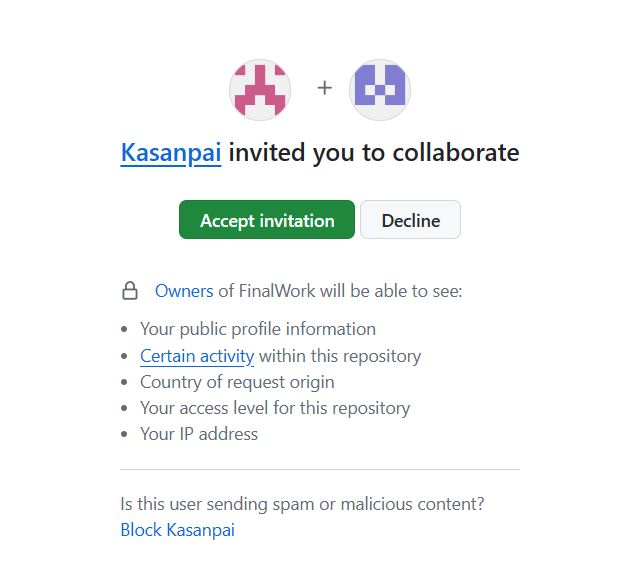 +
Kasanpai invited you to collaborate
Accept invitation Decline
Owners of FinalWork will be able to see:
• Your public profile information
• Certain activity within this repository
• Country of request origin
• Your access level for this repository
• Your IP address
Is this user sending spam or malicious content?
Block Kasanpai